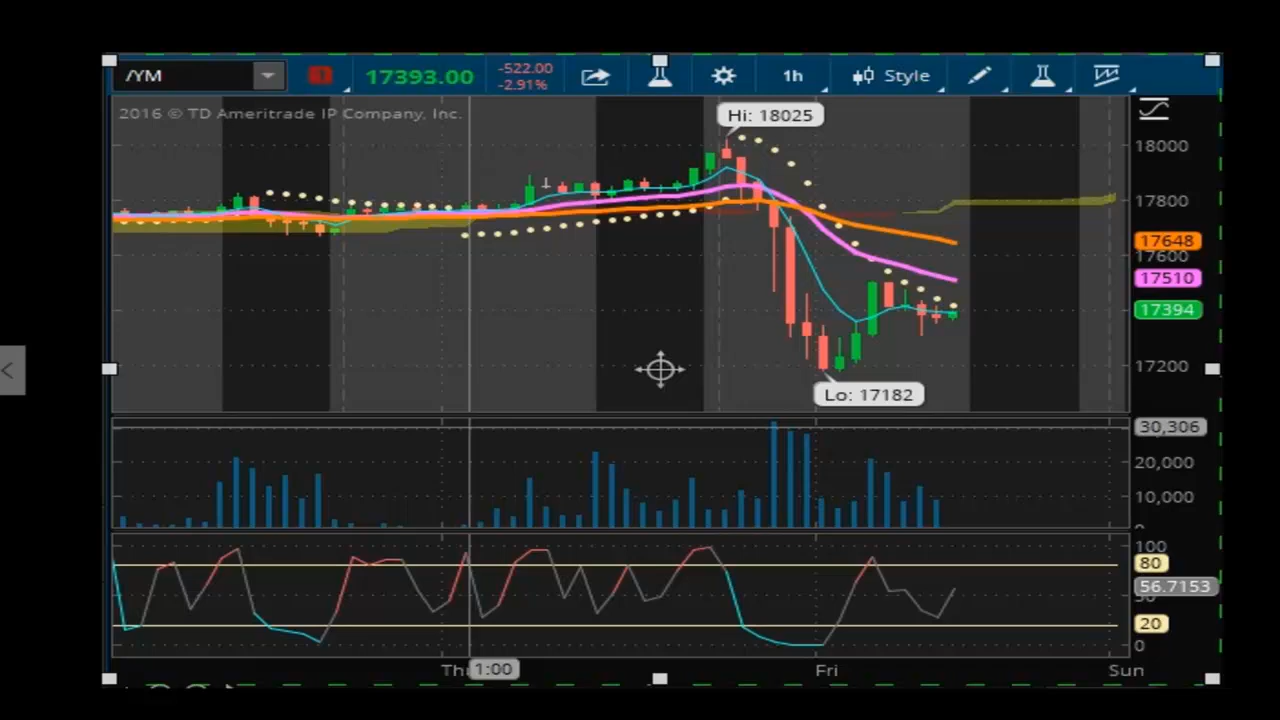 /YM
17393.00
-522.00
-2.91%
1h
Style
2016 © TD Ameritrade IP Company, Inc.
Hi: 18025
18000
17800
17648
17600
17510
17394
17200
Lo: 17182
30,306
20,000
10,000
100
80
56.7153
20
0
1:00
Fri
Sun